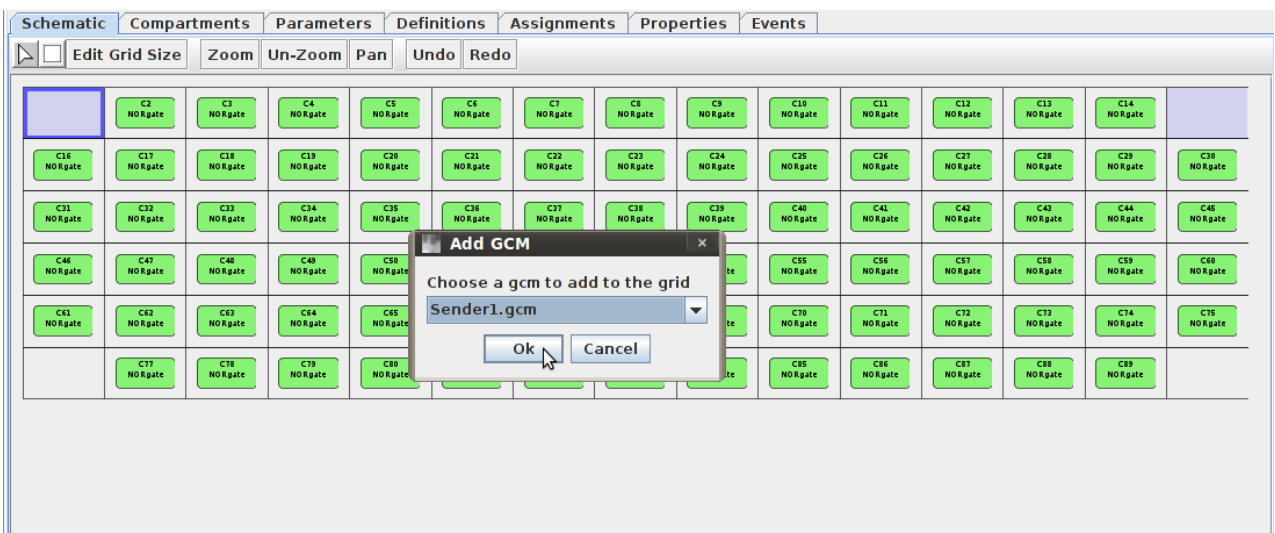 Schematic Compartments Parameters Definitions Assignments Properties Events
Edit Grid Size Zoom Un-Zoom Pan Undo Redo
C2 C3 C4 C5 C6 C7 C8 C9 C10 C11 C12 C13 C14
NORgate NORgate NORgate NORgate NORgate NORgate NORgate NORgate NORgate NORgate NORgate NORgate NORgate
C16 C17 C18 C19 C20 C21 C22 C23 C24 C25 C26 C27 C28 C29 C30
NORgate NORgate NORgate NORgate NORgate NORgate NORgate NORgate NORgate NORgate NORgate NORgate NORgate NORgate NORgate
C31 C32 C33 C34 C35 C36 C37 C38 C39 C40 C41 C42 C43 C44 C45
NORgate NORgate NORgate NORgate NORgate NORgate NORgate NORgate NORgate NORgate NORgate NORgate NORgate NORgate NORgate
Add GCM
C46 C47 C48 C49 C50 C55 C56 C57 C58 C59 C60
NORgate NORgate NORgate NORgate NORgate te NORgate NORgate NORgate NORgate NORgate NORgate
Choose a gcm to add to the grid
Sender1.gcm
C61 C62 C63 C64 C65 C70 C71 C72 C73 C74 C75
NORgate NORgate NORgate NORgate NORgate te NORgate NORgate NORgate NORgate NORgate NORgate
Ok Cancel
C77 C78 C79 C80 C85 C86 C87 C88 C89
NORgate NORgate NORgate NORgate te NORgate NORgate NORgate NORgate NORgate